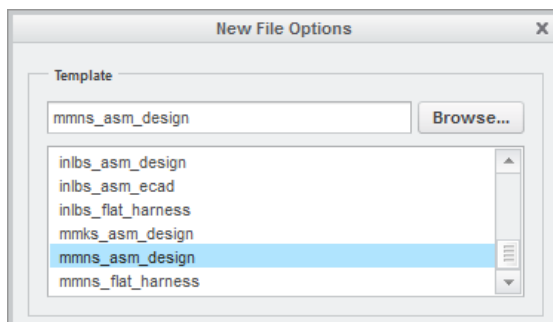 New File Options
Template
mmns_asm_design
Browse...
inlbs_asm_design
inlbs_asm_ecad
inlbs_flat_harness
mmks_asm_design
mmns_asm_design
mmns_flat_harness